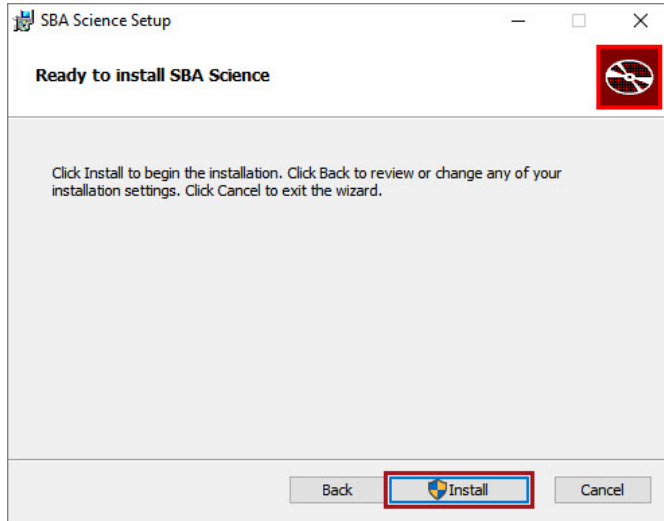 SBA Science Setup
Ready to install SBA Science
Click Install to begin the installation. Click Back to review or change any of your
installation settings. Click Cancel to exit the wizard.
Back Install Cancel